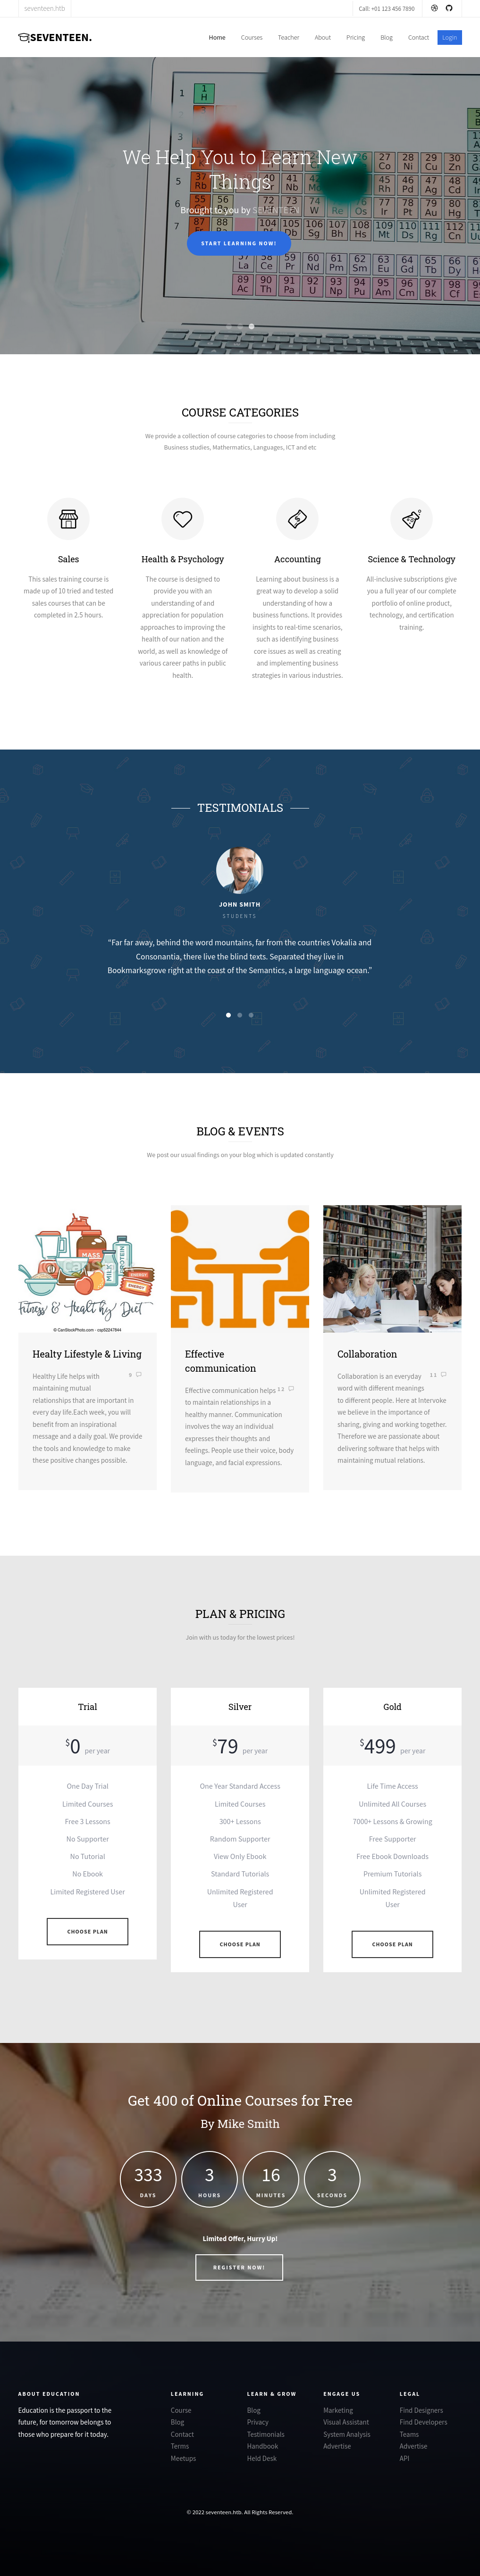 seventeen.htb
Call: +01 123 456 7890
SEVENTEEN.
Home Courses Teacher About Pricing Blog Contact Login
We Help You to Learn New
Things
Brought to you by SEVENTEEN
START LEARNING NOW!
COURSE CATEGORIES
We provide a collection of course categories to choose from including
Business studies, Mathermatics, Languages, ICT and etc
Sales
This sales training course is
made up of 10 tried and tested
sales courses that can be
completed in 2.5 hours.
Health & Psychology
The course is designed to
provide you with an
understanding of and
appreciation for population
approaches to improving the
health of our nation and the
world, as well as knowledge of
various career paths in public
health.
Accounting
Learning about business is a
great way to develop a solid
understanding of how a
business functions. It provides
insights to real-time scenarios,
such as identifying business
core issues as well as creating
and implementing business
strategies in various industries.
Science & Technology
All-inclusive subscriptions give
you a full year of our complete
portfolio of online product,
technology, and certification
training.
TESTIMONIALS
JOHN SMITH
STUDENTS
"Far far away, behind the word mountains, far from the countries Vokalia and
Consonantia, there live the blind texts. Separated they live in
Bookmarksgrove right at the coast of the Semantics, a large language ocean."
BLOG & EVENTS
We post our usual findings on your blog which is updated constantly
MASS
PROTEIN
MILK
ENERGY
Fitness & Healthy Diet
© CanStockPhoto.com - csp52247844
Healty Lifestyle & Living
Healthy Life helps with
maintaining mutual
relationships that are important in
every day life.Each week, you will
benefit from an inspirational
message and a daily goal. We provide
the tools and knowledge to make
these positive changes possible.
Effective
communication
Effective communication helps
to maintain relationships in a
healthy manner. Communication
involves the way an individual
expresses their thoughts and
feelings. People use their voice, body
language, and facial expressions.
Collaboration
Collaboration is an everyday
word with different meanings
to different people. Here at Intervoke
we believe in the importance of
sharing, giving and working together.
Therefore we are passionate about
delivering software that helps with
maintaining mutual relations.
PLAN & PRICING
Join with us today for the lowest prices!
Trial
$0 per year
One Day Trial
Limited Courses
Free 3 Lessons
No Supporter
No Tutorial
No Ebook
Limited Registered User
CHOOSE PLAN
Silver
$79 per year
One Year Standard Access
Limited Courses
300+ Lessons
Random Supporter
View Only Ebook
Standard Tutorials
Unlimited Registered
User
CHOOSE PLAN
Gold
$499 per year
Life Time Access
Unlimited All Courses
7000+ Lessons & Growing
Free Supporter
Free Ebook Downloads
Premium Tutorials
Unlimited Registered
User
CHOOSE PLAN
Get 400 of Online Courses for Free
By Mike Smith
333 3 16 3
DAYS HOURS MINUTES SECONDS
Limited Offer, Hurry Up!
REGISTER NOW!
ABOUT EDUCATION
Education is the passport to the
future, for tomorrow belongs to
those who prepare for it today.
LEARNING
Course
Blog
Contact
Terms
Meetups
LEARN & GROW
Blog
Privacy
Testimonials
Handbook
Held Desk
ENGAGE US
Marketing
Visual Assistant
System Analysis
Advertise
LEGAL
Find Designers
Find Developers
Teams
Advertise
API
© 2022 seventeen.htb. All Rights Reserved.